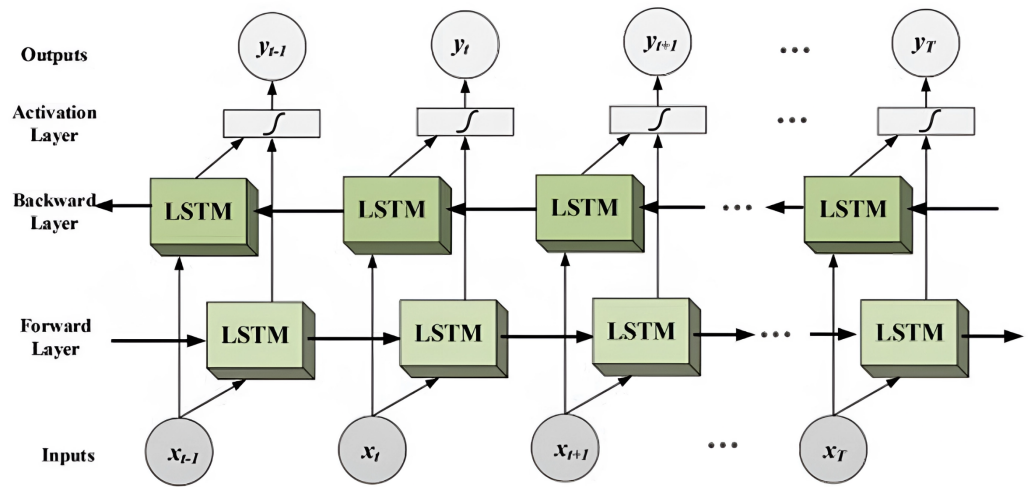 Outputs
y_{t-1} y_t y_{t+1} ... y_T
Activation
Layer
∫ ∫ ∫ ... ∫
Backward
Layer
LSTM LSTM LSTM ... LSTM
Forward
Layer
LSTM LSTM LSTM ... LSTM
Inputs
x_{t-1} x_t x_{t+1} ... x_T